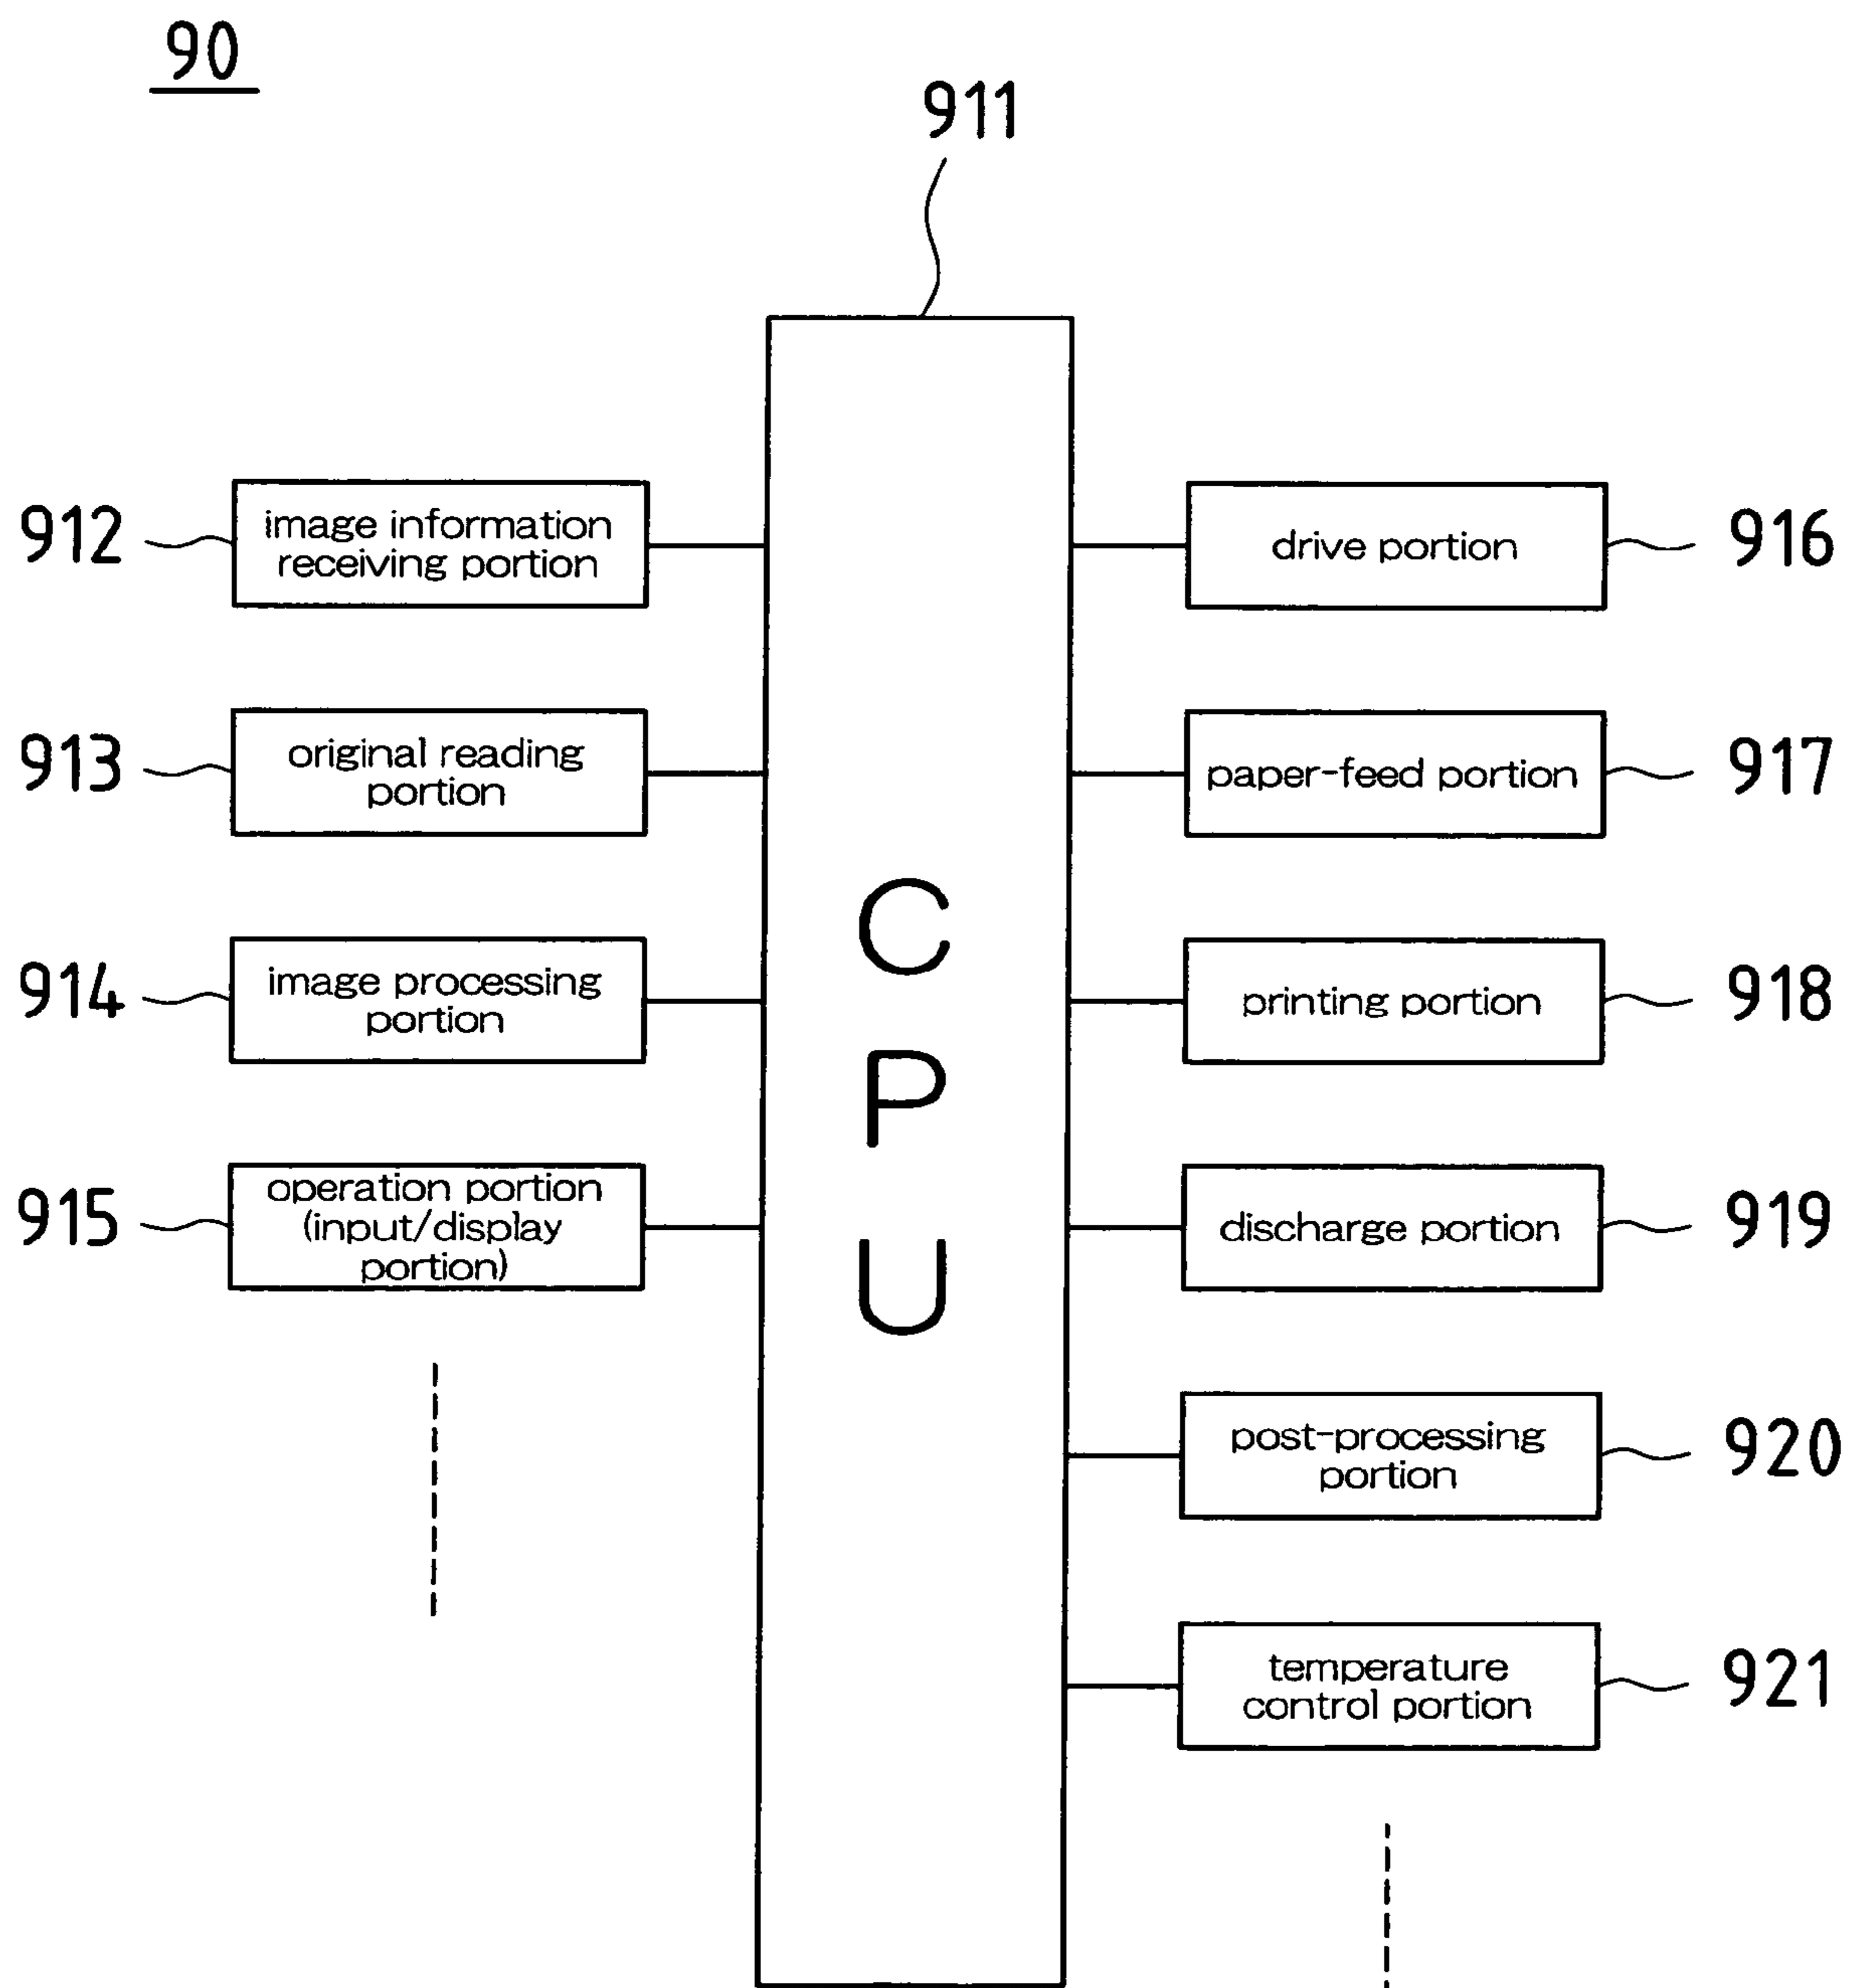 90
911
912
image information
receiving portion
913
original reading
portion
914
image processing
portion
915
operation portion
(input/display
portion)
C
P
U
drive portion
916
paper-feed portion
917
printing portion
918
discharge portion
919
post-processing
portion
920
temperature
control portion
921